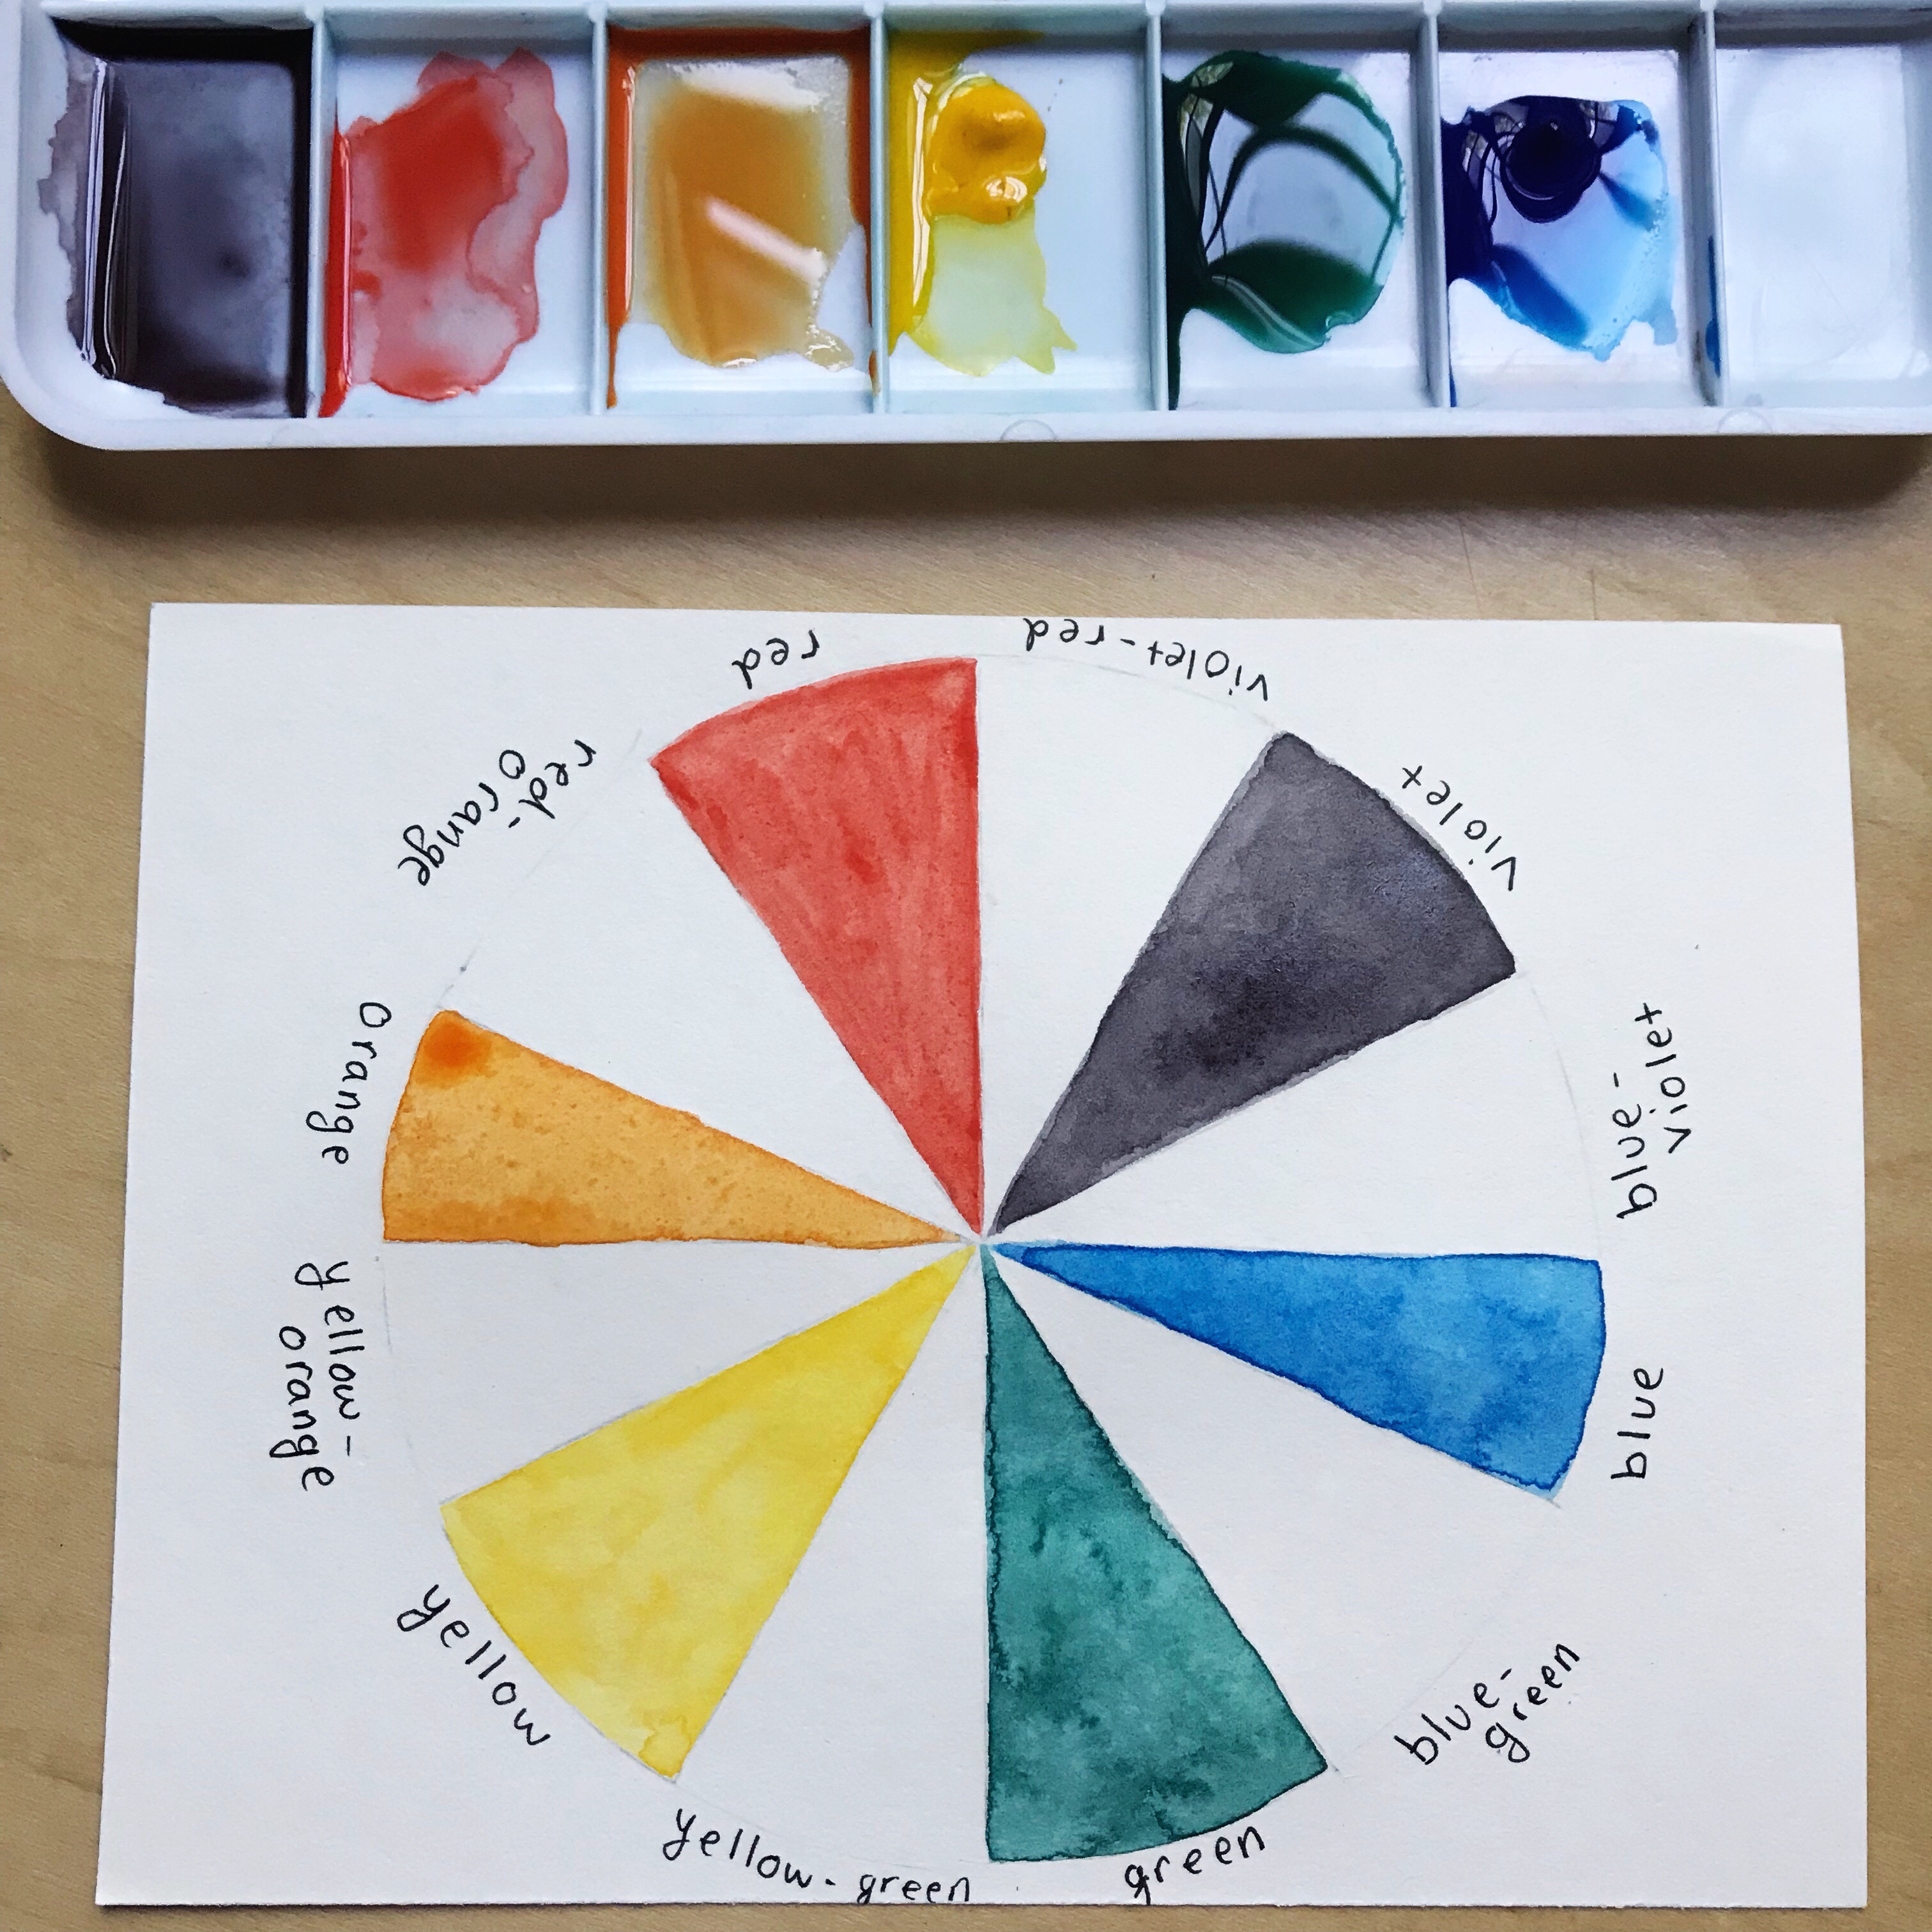 red
violet-red
violet
blue-
violet
blue
blue-
green
green
yellow-green
yellow
yellow-
orange
orange
red-
orange